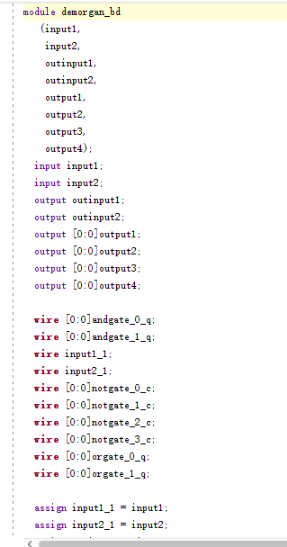 module demorgan_bd
(input1,
input2,
outinput1,
outinput2,
output1,
output2,
output3,
output4);
input input1;
input input2;
output outinput1;
output outinput2;
output [0:0]output1;
output [0:0]output2;
output [0:0]output3;
output [0:0]output4;
wire [0:0]andgate_0_q;
wire [0:0]andgate_1_q;
wire input1_1;
wire input2_1;
wire [0:0]notgate_0_c;
wire [0:0]notgate_1_c;
wire [0:0]notgate_2_c;
wire [0:0]notgate_3_c;
wire [0:0]orgate_0_q;
wire [0:0]orgate_1_q;
assign input1_1 = input1;
assign input2_1 = input2;